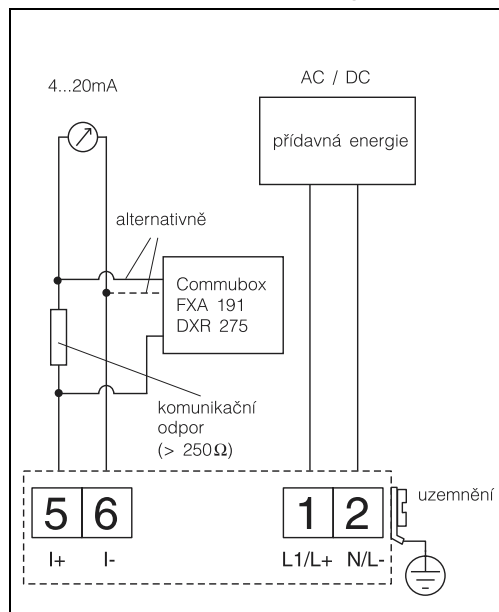 4...20mA
AC / DC
přídavná energie
alternativně
Commubox
FXA 191
DXR 275
komunikační
odpor
(> 250Ω)
5 6
1 2
uzemnění
I+ I-
L1/L+ N/L-